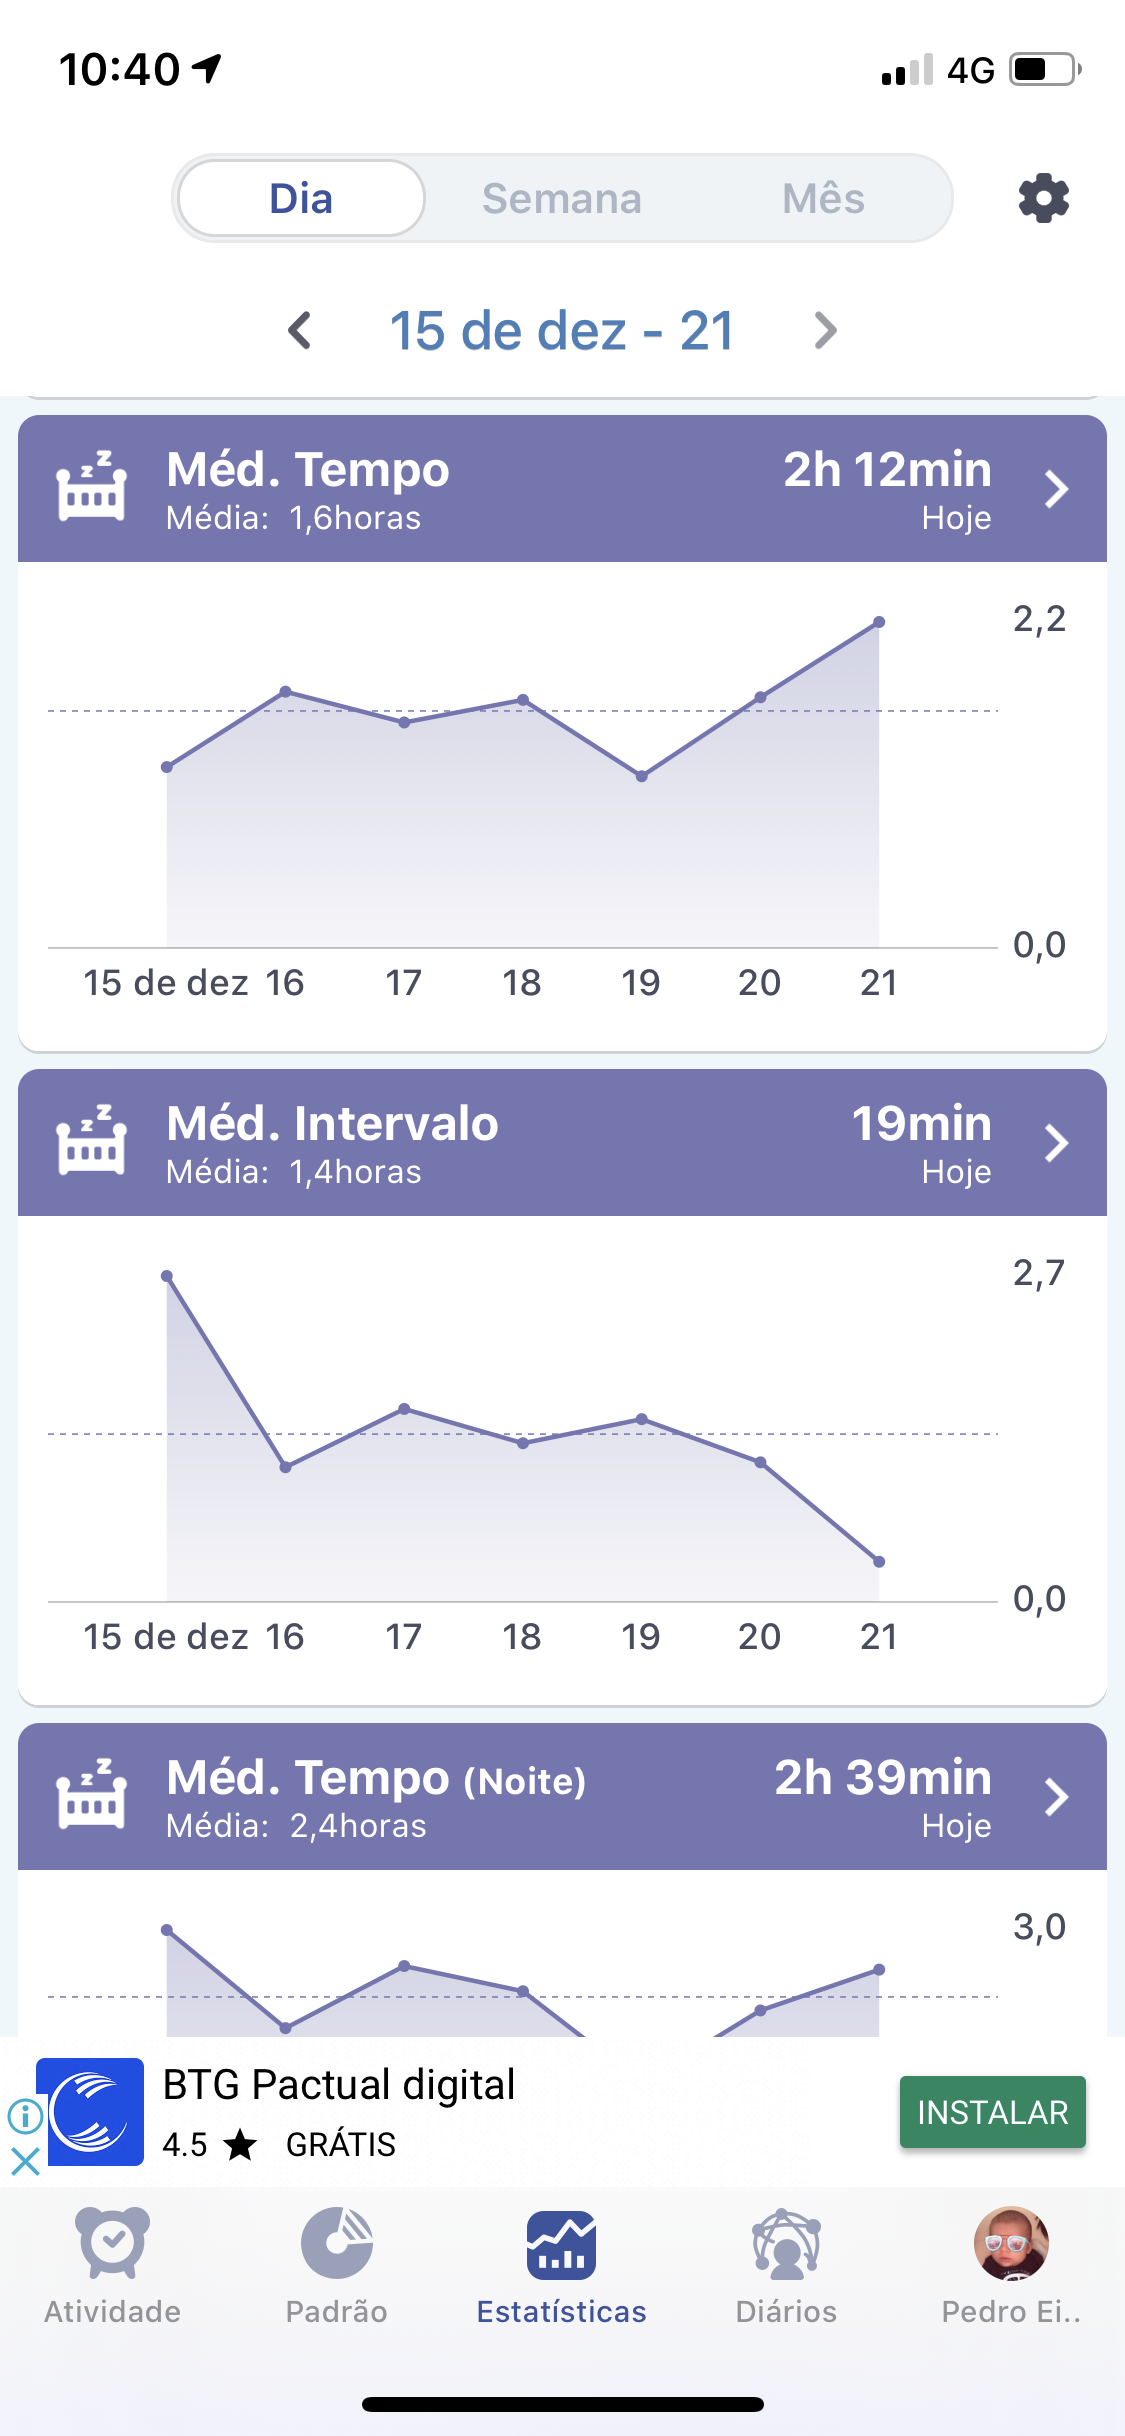 10:40
4G
Dia Semana Mês
15 de dez - 21
Méd. Tempo 2h 12min
Média: 1,6horas Hoje
2,2
0,0
15 de dez 16 17 18 19 20 21
Méd. Intervalo 19min
Média: 1,4horas Hoje
2,7
0,0
15 de dez 16 17 18 19 20 21
Méd. Tempo (Noite) 2h 39min
Média: 2,4horas Hoje
3,0
BTG Pactual digital
4.5 ★ GRÁTIS
INSTALAR
Atividade Padrão Estatísticas Diários Pedro Ei..